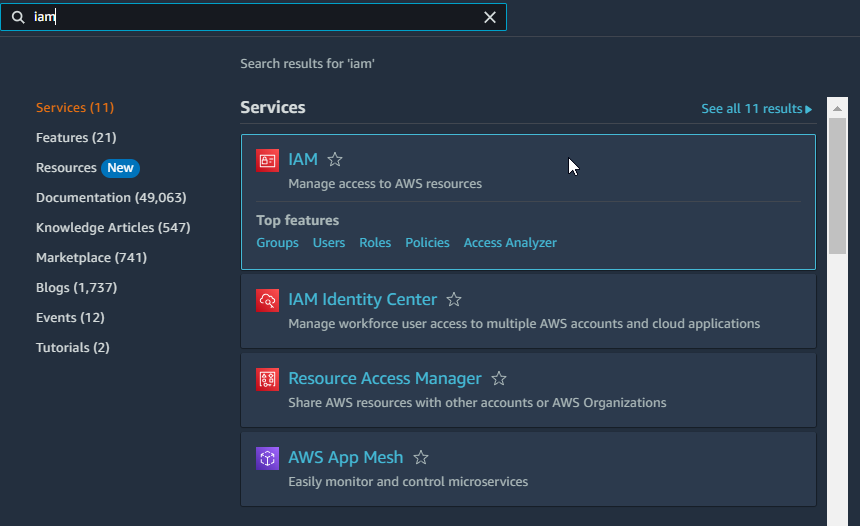 iam
Search results for 'iam'
Services (11)
Features (21)
Resources New
Documentation (49,063)
Knowledge Articles (547)
Marketplace (741)
Blogs (1,737)
Events (12)
Tutorials (2)
Services
See all 11 results
IAM
Manage access to AWS resources
Top features
Groups Users Roles Policies Access Analyzer
IAM Identity Center
Manage workforce user access to multiple AWS accounts and cloud applications
Resource Access Manager
Share AWS resources with other accounts or AWS Organizations
AWS App Mesh
Easily monitor and control microservices